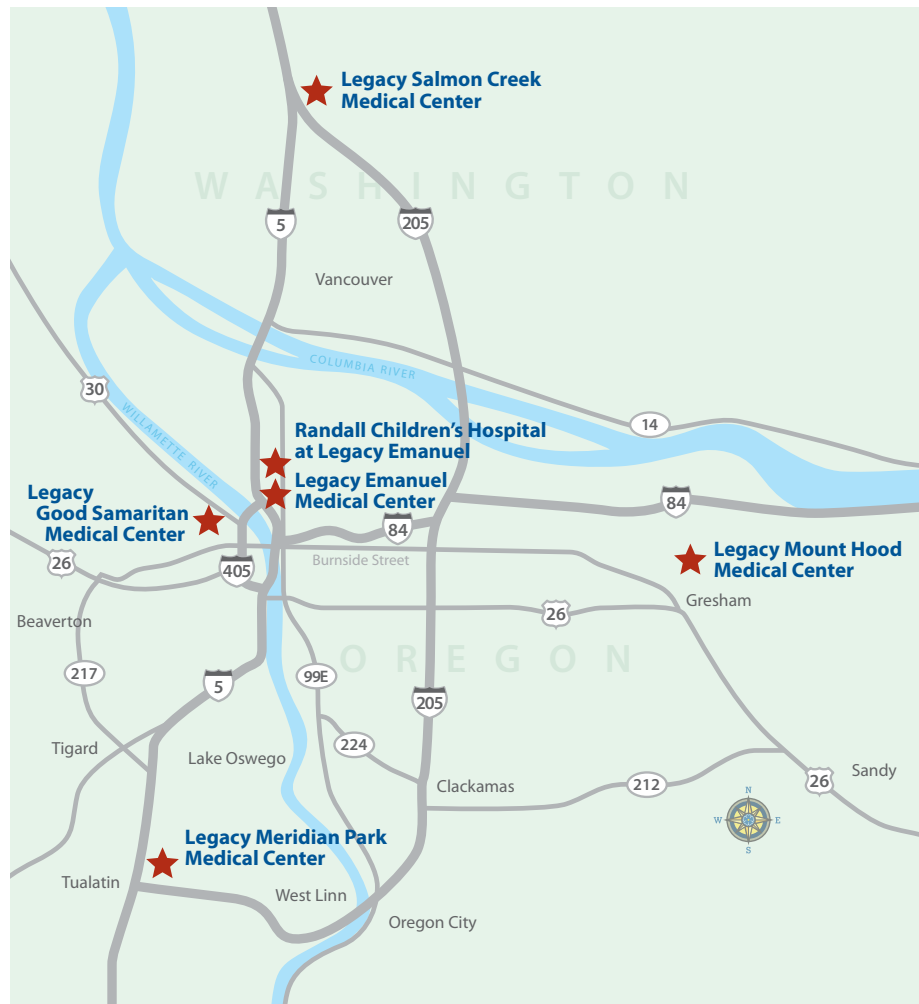 Legacy Salmon Creek
Medical Center
WASHINGTON
5
205
Vancouver
COLUMBIA RIVER
30
WILLAMETTE RIVER
14
Randall Children's Hospital
at Legacy Emanuel
Legacy Emanuel
Medical Center
Legacy
Good Samaritan
Medical Center
84
84
26
Burnside Street
405
Legacy Mount Hood
Medical Center
Gresham
26
Beaverton
OREGON
217
5
99E
205
Tigard
Lake Oswego
224
Clackamas
212
26
Sandy
N
W
E
S
Legacy Meridian Park
Medical Center
Tualatin
West Linn
Oregon City